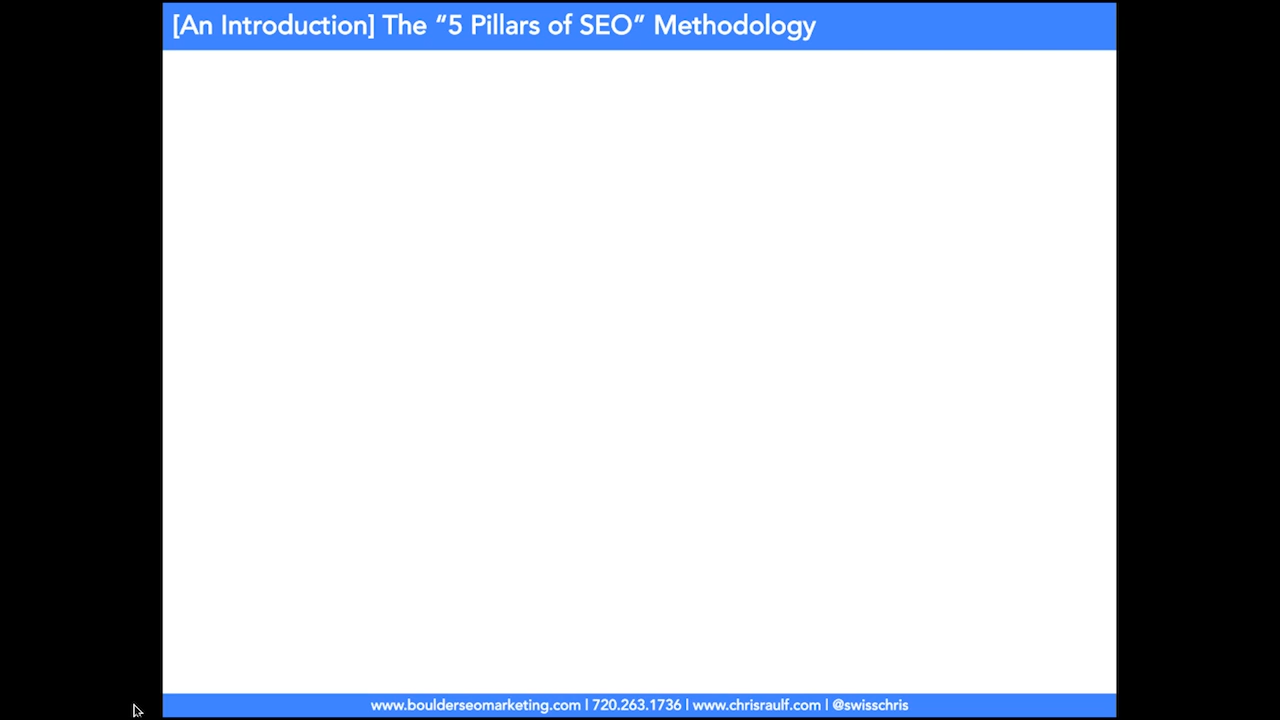 [An Introduction] The “5 Pillars of SEO” Methodology
www.boulderseomarketing.com | 720.263.1736 | www.chrisraulf.com | @swisschris